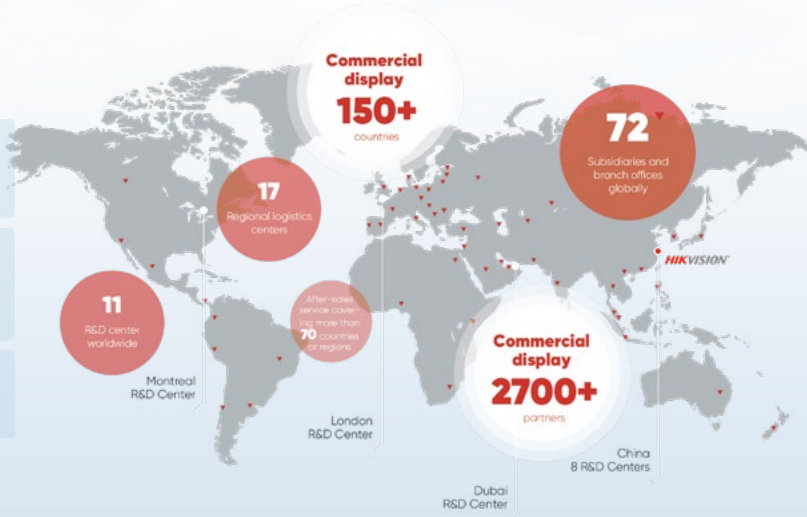 Commercial
display
150+
countries
72
Subsidiaries and
branch offices
globally
17
Regional logistics
centers
HIKVISION
11
R&D center
worldwide
After-sales
service cover-
ing more than
70 countries
or regions
Commercial
display
2700+
partners
Montreal
R&D Center
London
R&D Center
China
8 R&D Centers
Dubai
R&D Center